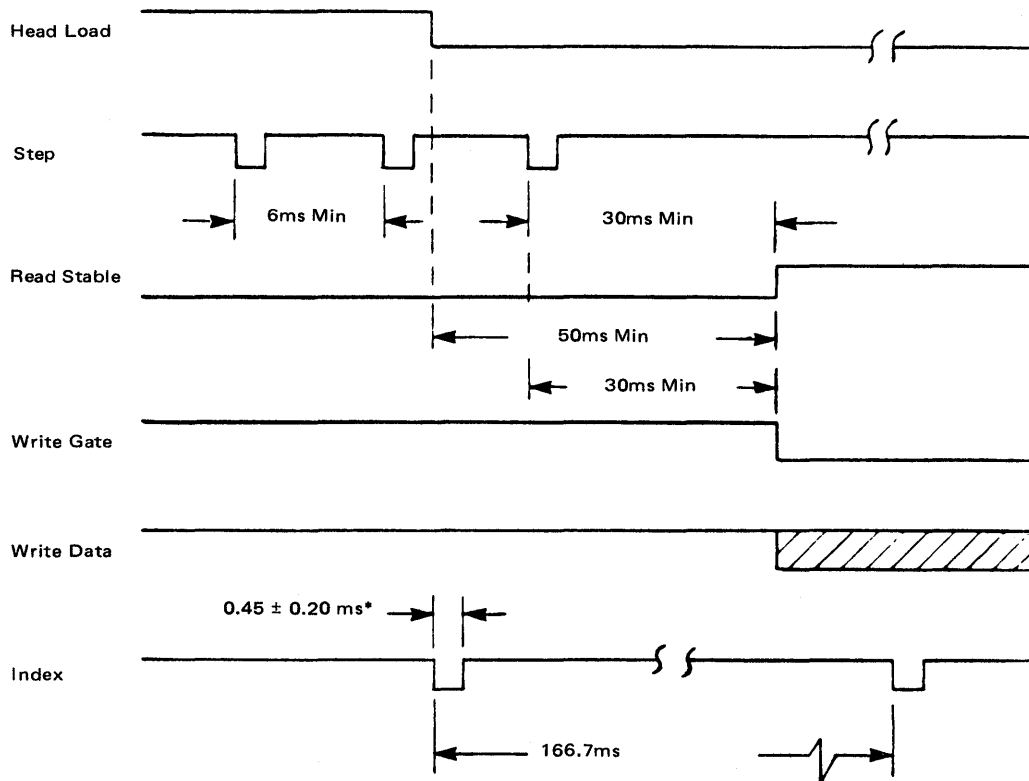 Head Load
Step
6ms Min
30ms Min
Read Stable
50ms Min
30ms Min
Write Gate
Write Data
0.45 ± 0.20 ms*
Index
166.7ms